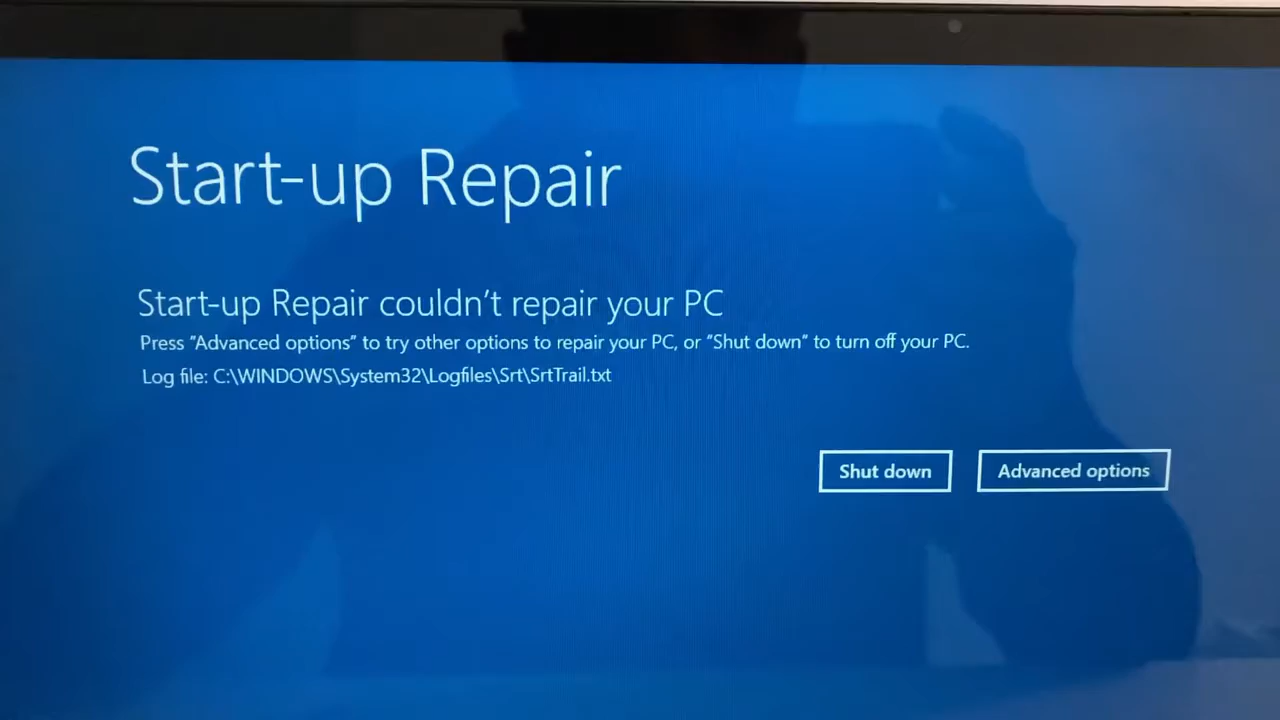 Start-up Repair
Start-up Repair couldn't repair your PC
Press "Advanced options" to try other options to repair your PC, or "Shut down" to turn off your PC.
Log file: C:\WINDOWS\System32\Logfiles\Srt\SrtTrail.txt
Shut down
Advanced options